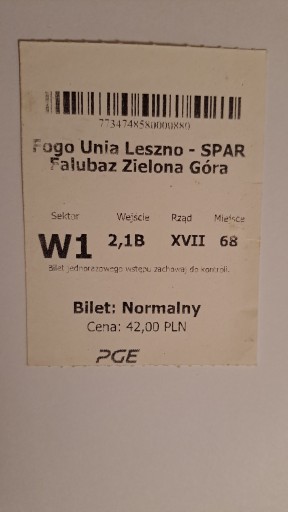 7734748580000880
Fogo Unia Leszno - SPAR
Falubaz Zielona Góra
Sektor Wejście Rząd Miejsce
W1 2,1B XVII 68
Bilet jednorazowego wstępu zachowaj do kontroli.
Bilet: Normalny
Cena: 42,00 PLN
PGE